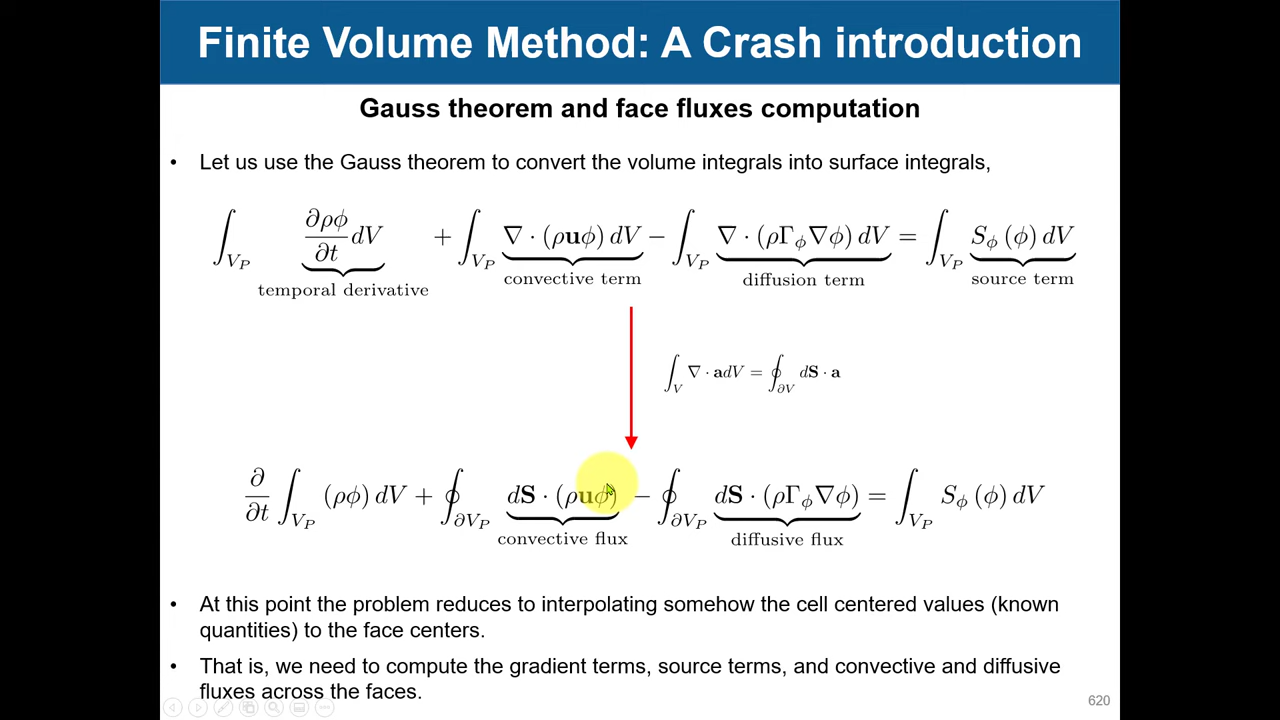 Finite Volume Method: A Crash introduction
Gauss theorem and face fluxes computation
• Let us use the Gauss theorem to convert the volume integrals into surface integrals,
∫_{V_P} ∂ρϕ/∂t dV + ∫_{V_P} ∇ · (ρ𝐮ϕ) dV − ∫_{V_P} ∇ · (ρΓ_ϕ∇ϕ) dV = ∫_{V_P} S_ϕ (ϕ) dV
temporal derivative convective term diffusion term source term
∫_V ∇ · 𝐚dV = ∮_{∂V} d𝐒 · 𝐚
∂/∂t ∫_{V_P} (ρϕ) dV + ∮_{∂V_P} d𝐒 · (ρ𝐮ϕ) − ∮_{∂V_P} d𝐒 · (ρΓ_ϕ∇ϕ) = ∫_{V_P} S_ϕ (ϕ) dV
convective flux diffusive flux
• At this point the problem reduces to interpolating somehow the cell centered values (known
quantities) to the face centers.
• That is, we need to compute the gradient terms, source terms, and convective and diffusive
fluxes across the faces.
620